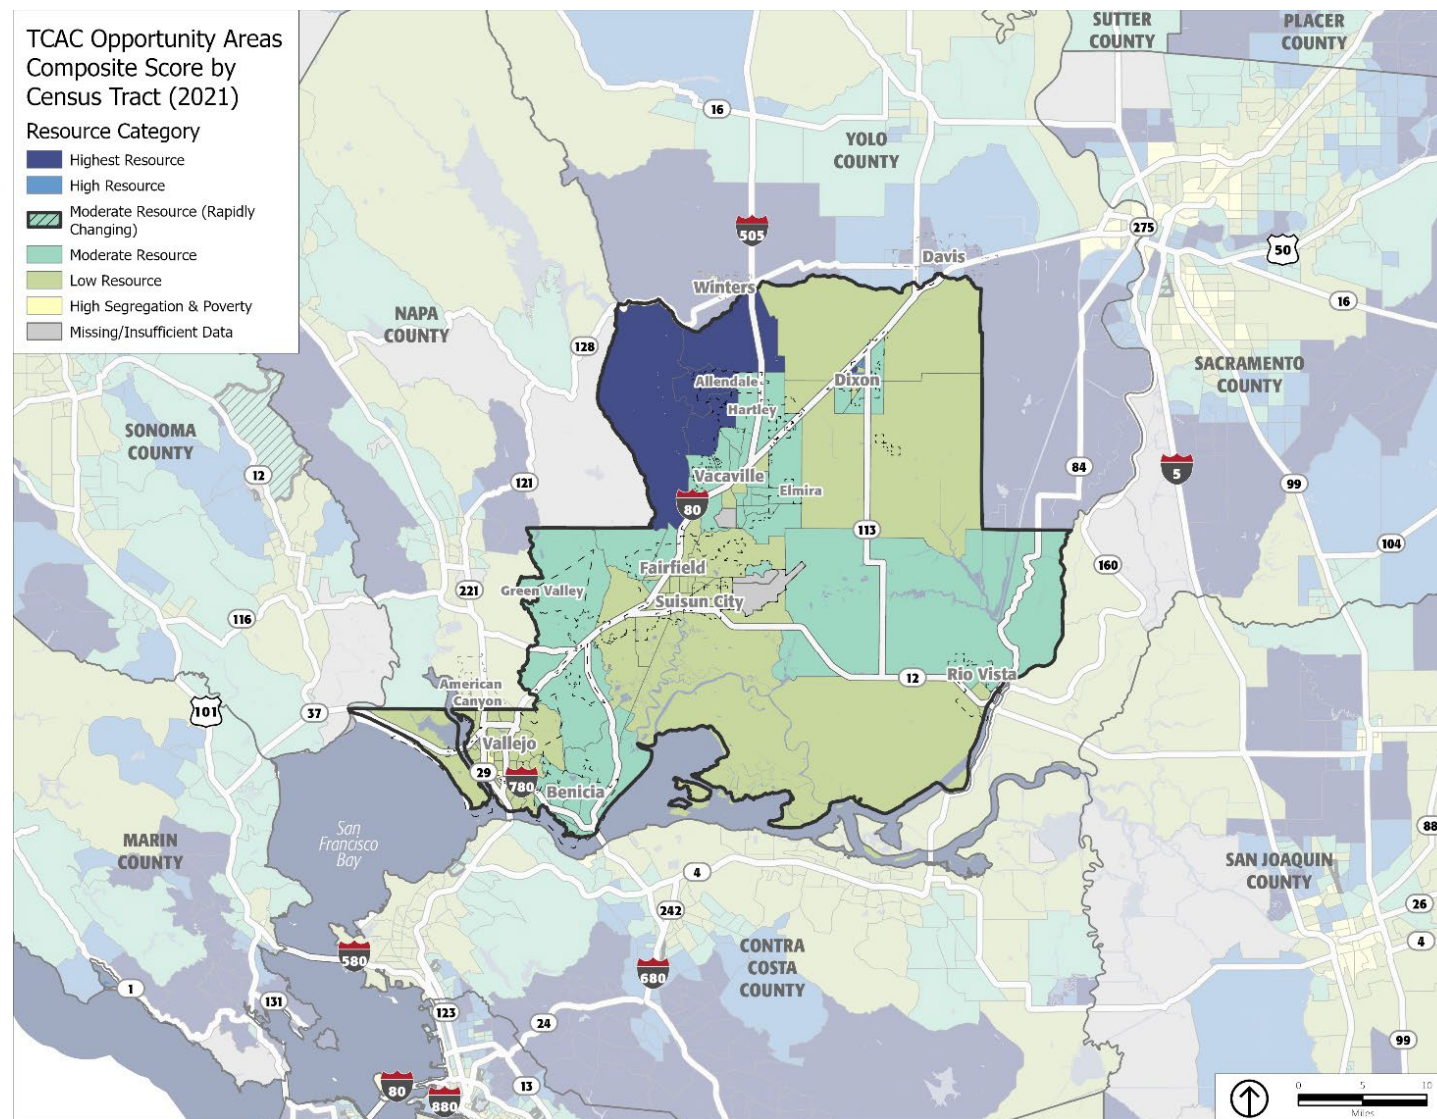 TCAC Opportunity Areas
Composite Score by
Census Tract (2021)
Resource Category
Highest Resource
High Resource
Moderate Resource (Rapidly
Changing)
Moderate Resource
Low Resource
High Segregation & Poverty
Missing/Insufficient Data
SUTTER
COUNTY
PLACER
COUNTY
16
YOLO
COUNTY
505
275
50
Davis
Winters
16
NAPA
COUNTY
128
SACRAMENTO
COUNTY
Allendale
Dixon
Hartley
SONOMA
COUNTY
12
121
Vacaville
Elmira
80
84
5
99
113
104
160
Fairfield
Green Valley
221
Suisun City
116
12
Rio Vista
American
Canyon
101
37
Vallejo
29
780
Benicia
88
San
Francisco
Bay
MARIN
COUNTY
4
SAN JOAQUIN
COUNTY
242
26
4
CONTRA
COSTA
COUNTY
580
680
1
131
123
24
99
13
80
880
0 5 10
Miles